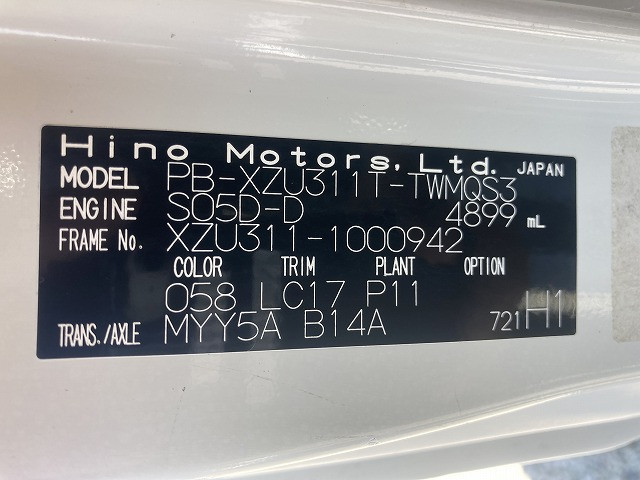 Hino Motors, Ltd. JAPAN
MODEL PB-XZU311T-TWMQS3
ENGINE S05D-D 4899 mL
FRAME No. XZU311-1000942
COLOR TRIM PLANT OPTION
058 LC17 P11
TRANS./AXLE MYY5A B14A 721 H1